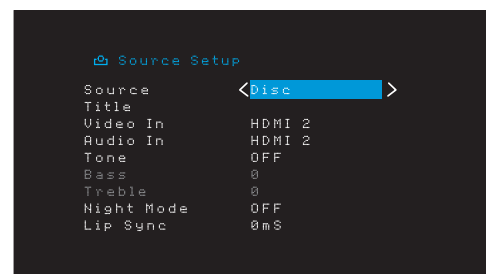 Source Setup
Source < Disc >
Title
Video In HDMI 2
Audio In HDMI 2
Tone OFF
Bass 0
Treble 0
Night Mode OFF
Lip Sync 0mS